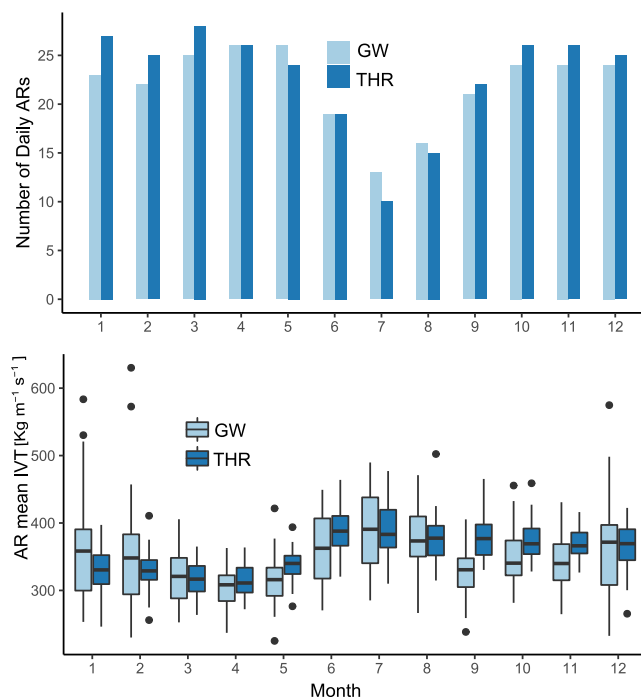 Number of Daily ARs
25
20
15
10
5
0
GW
THR
1 2 3 4 5 6 7 8 9 10 11 12
AR mean IVT [Kg m⁻¹ s⁻¹ ]
600
500
400
300
GW
THR
1 2 3 4 5 6 7 8 9 10 11 12
Month